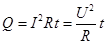 Q = I²Rt = U²/R t